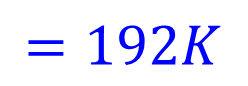 = 192K